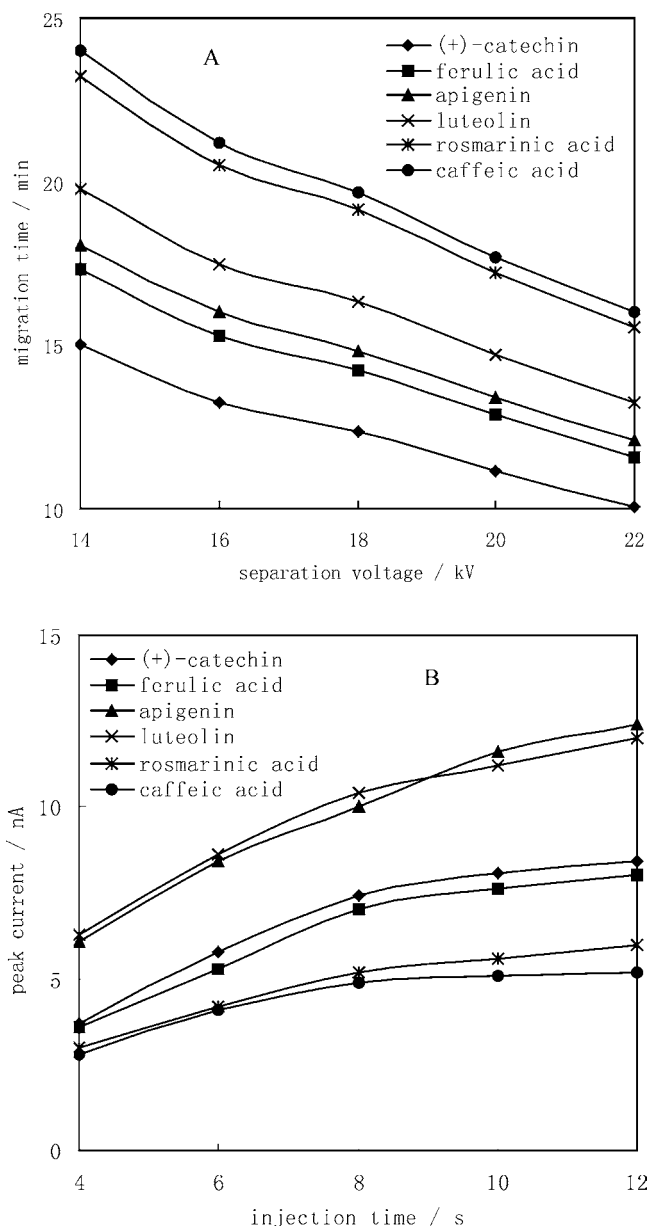 A
(+)-catechin
ferulic acid
apigenin
luteolin
rosmarinic acid
caffeic acid
25
20
15
10
migration time / min
14 16 18 20 22
separation voltage / kV
B
(+)-catechin
ferulic acid
apigenin
luteolin
rosmarinic acid
caffeic acid
15
10
5
0
peak current / nA
4 6 8 10 12
injection time / s